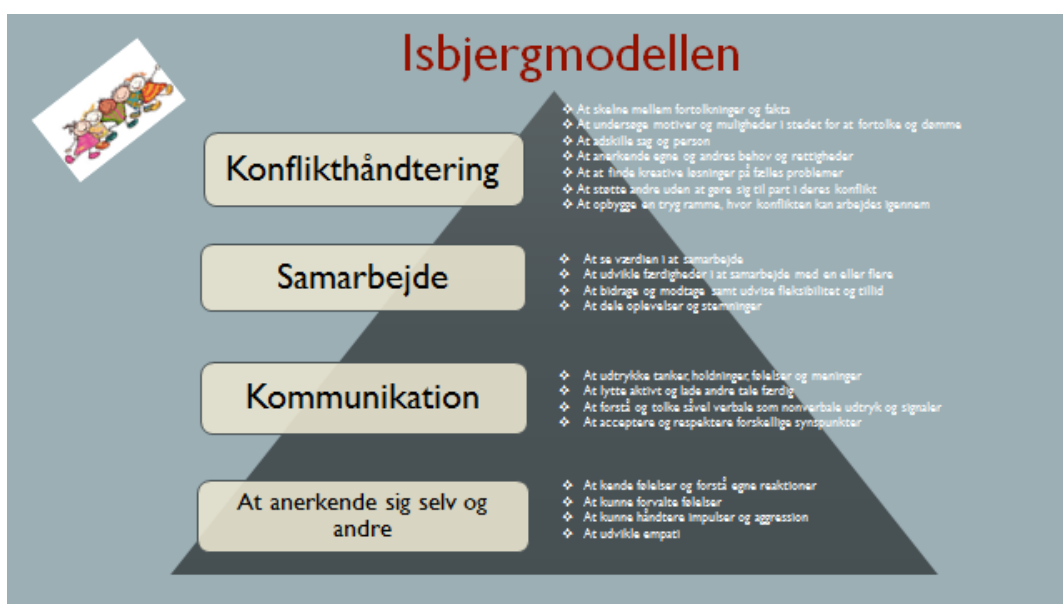 Isbjergmodellen
Konflikthåndtering
❖ At skelne mellem fortolkninger og fakta
❖ At undersøge motiver og muligheder i stedet for at fortolke og dømme
❖ At adskille sag og person
❖ At anerkende egne og andres behov og rettigheder
❖ At at finde kreative løsninger på fælles problemer
❖ At støtte andre uden at gøre sig til part i deres konflikt
❖ At opbygge en tryg ramme, hvor konflikten kan arbejdes igennem
Samarbejde
❖ At se værdien i at samarbejde
❖ At udvikle færdigheder i at samarbejde med en eller flere
❖ At bidrage og modtage samt udvise fleksibilitet og tillid
❖ At dele oplevelser og stemninger
Kommunikation
❖ At udtrykke tanker, holdninger, følelser og meninger
❖ At lytte aktivt og lade andre tale færdig
❖ At forstå og tolke såvel verbale som nonverbale udtryk og signaler
❖ At acceptere og respektere forskellige synspunkter
At anerkende sig selv og
andre
❖ At kende følelser og forstå egne reaktioner
❖ At kunne forvalte følelser
❖ At kunne håndtere impulser og aggression
❖ At udvikle empati